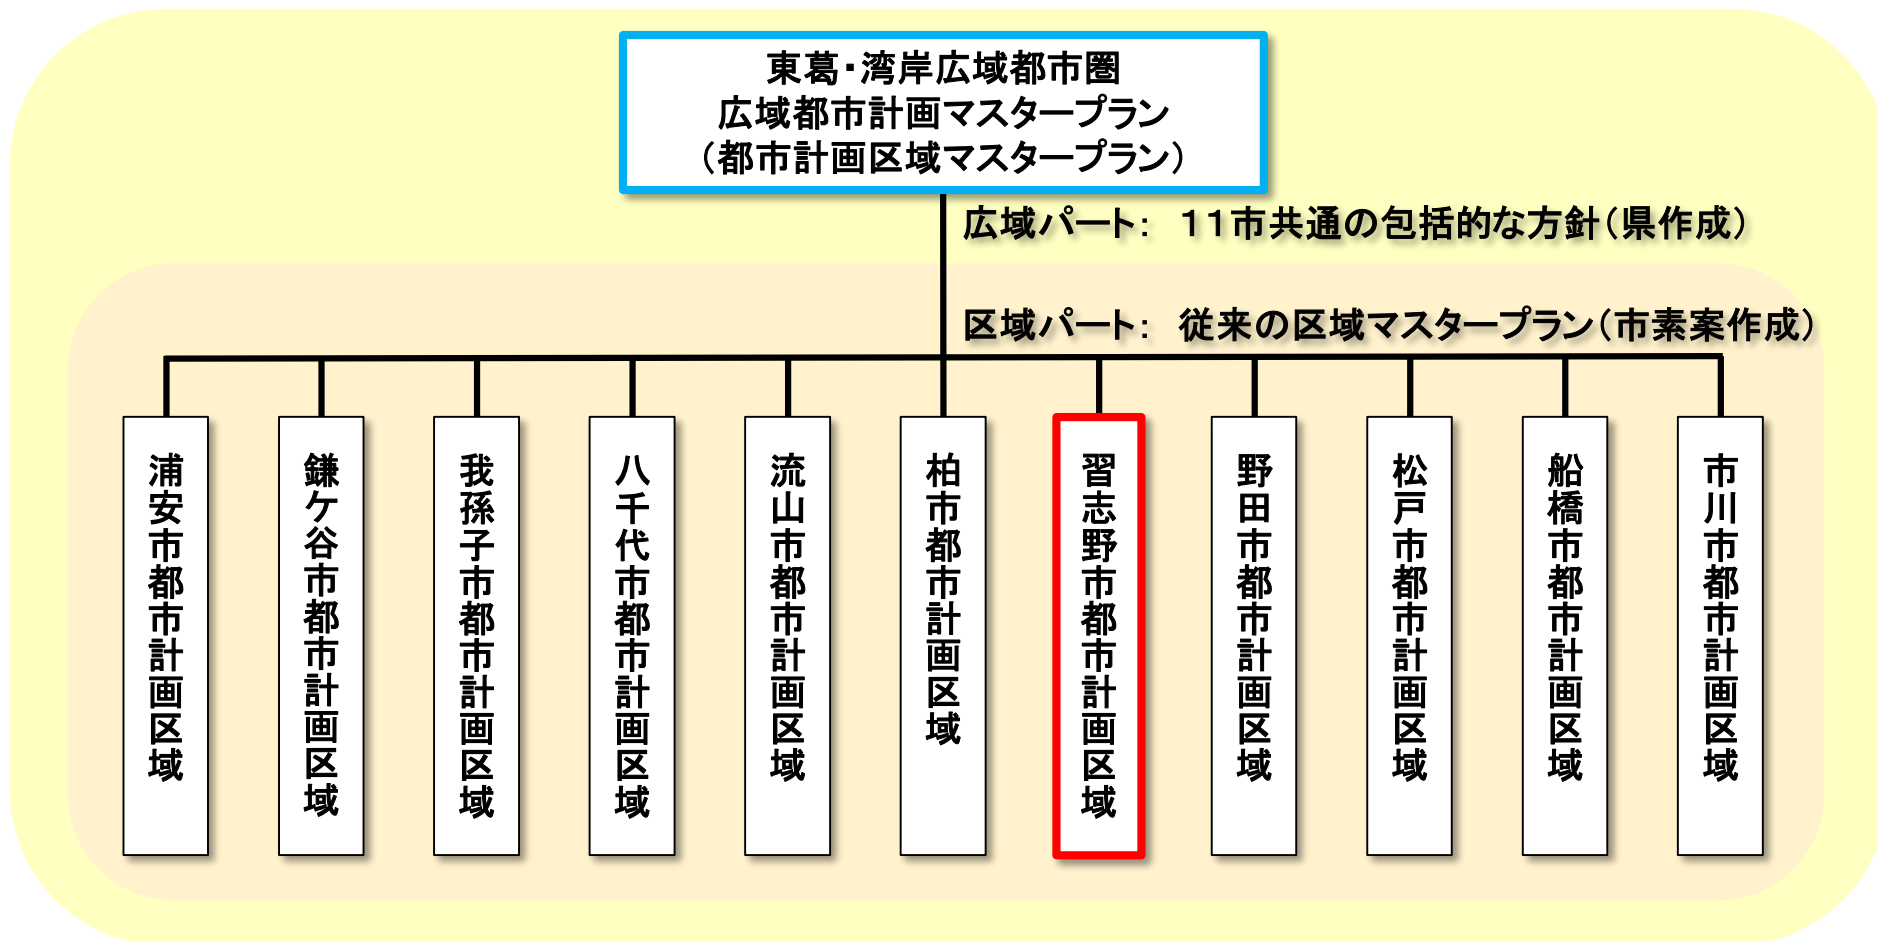 東葛・湾岸広域都市圏
広域都市計画マスタープラン
（都市計画区域マスタープラン）
広域パート：　１１市共通の包括的な方針（県作成）
区域パート：　従来の区域マスタープラン（市素案作成）
浦安市都市計画区域
鎌ケ谷市都市計画区域
我孫子市都市計画区域
八千代市都市計画区域
流山市都市計画区域
柏市都市計画区域
習志野市都市計画区域
野田市都市計画区域
松戸市都市計画区域
船橋市都市計画区域
市川市都市計画区域